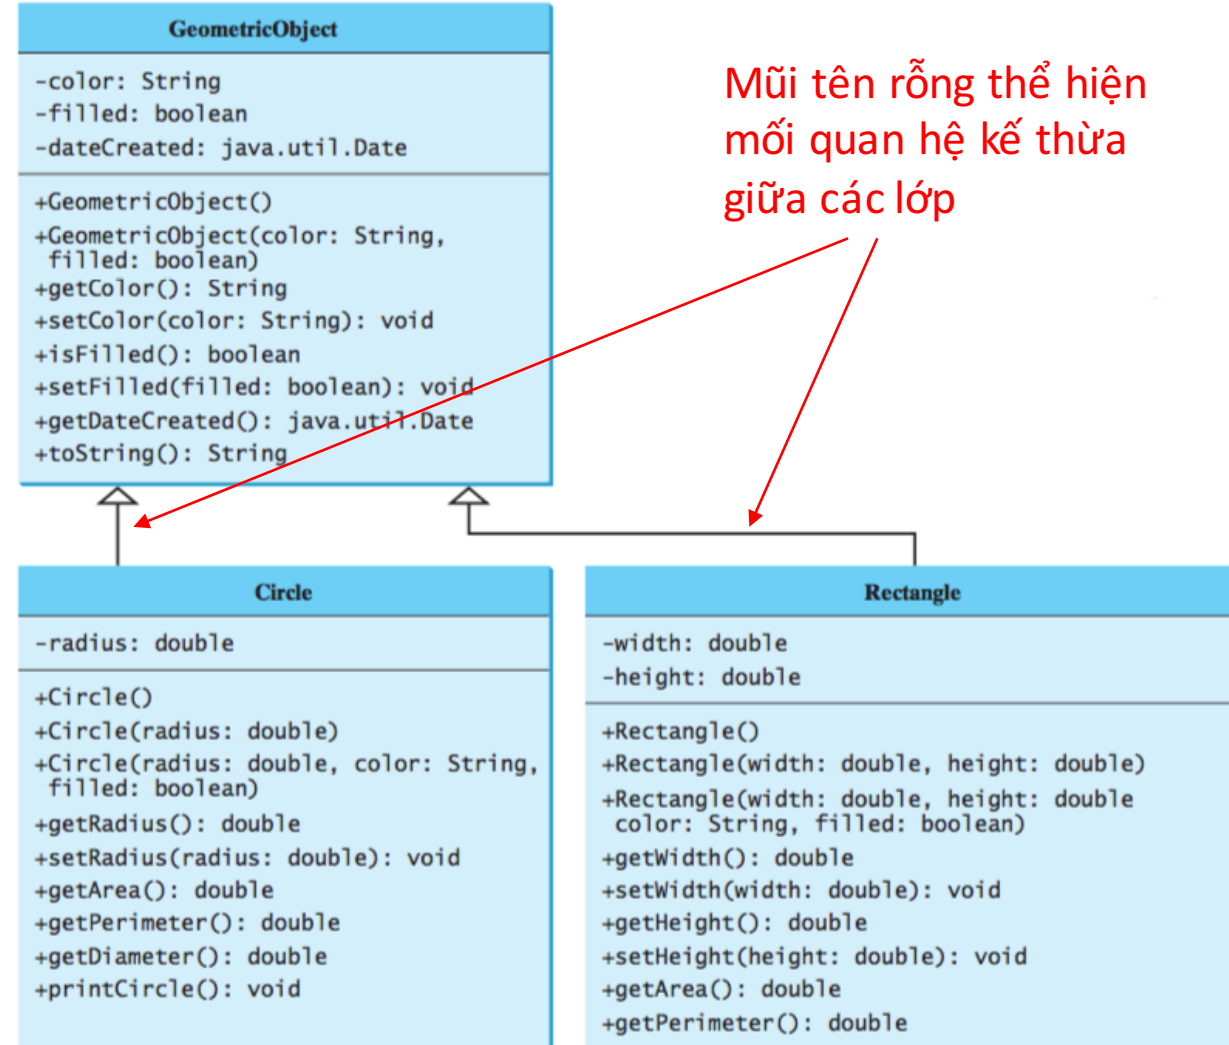 GeometricObject
-color: String
-filled: boolean
-dateCreated: java.util.Date
+GeometricObject()
+GeometricObject(color: String,
filled: boolean)
+getColor(): String
+setColor(color: String): void
+isFilled(): boolean
+setFilled(filled: boolean): void
+getDateCreated(): java.util.Date
+toString(): String
Mũi tên rỗng thể hiện
mối quan hệ kế thừa
giữa các lớp
Circle
-radius: double
+Circle()
+Circle(radius: double)
+Circle(radius: double, color: String,
filled: boolean)
+getRadius(): double
+setRadius(radius: double): void
+getArea(): double
+getPerimeter(): double
+getDiameter(): double
+printCircle(): void
Rectangle
-width: double
-height: double
+Rectangle()
+Rectangle(width: double, height: double)
+Rectangle(width: double, height: double
color: String, filled: boolean)
+getWidth(): double
+setWidth(width: double): void
+getHeight(): double
+setHeight(height: double): void
+getArea(): double
+getPerimeter(): double